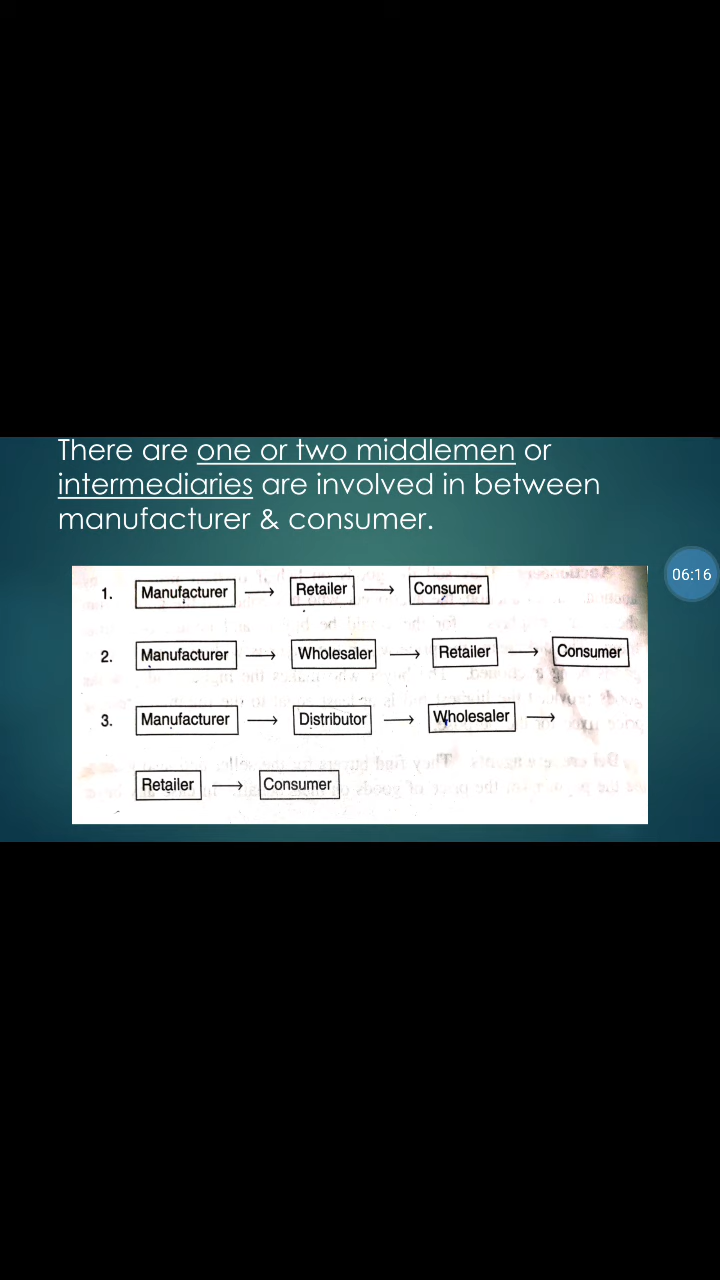 There are one or two middlemen or
intermediaries are involved in between
manufacturer & consumer.
06:16
1. Manufacturer → Retailer → Consumer
2. Manufacturer → Wholesaler → Retailer → Consumer
3. Manufacturer → Distributor → Wholesaler →
Retailer → Consumer